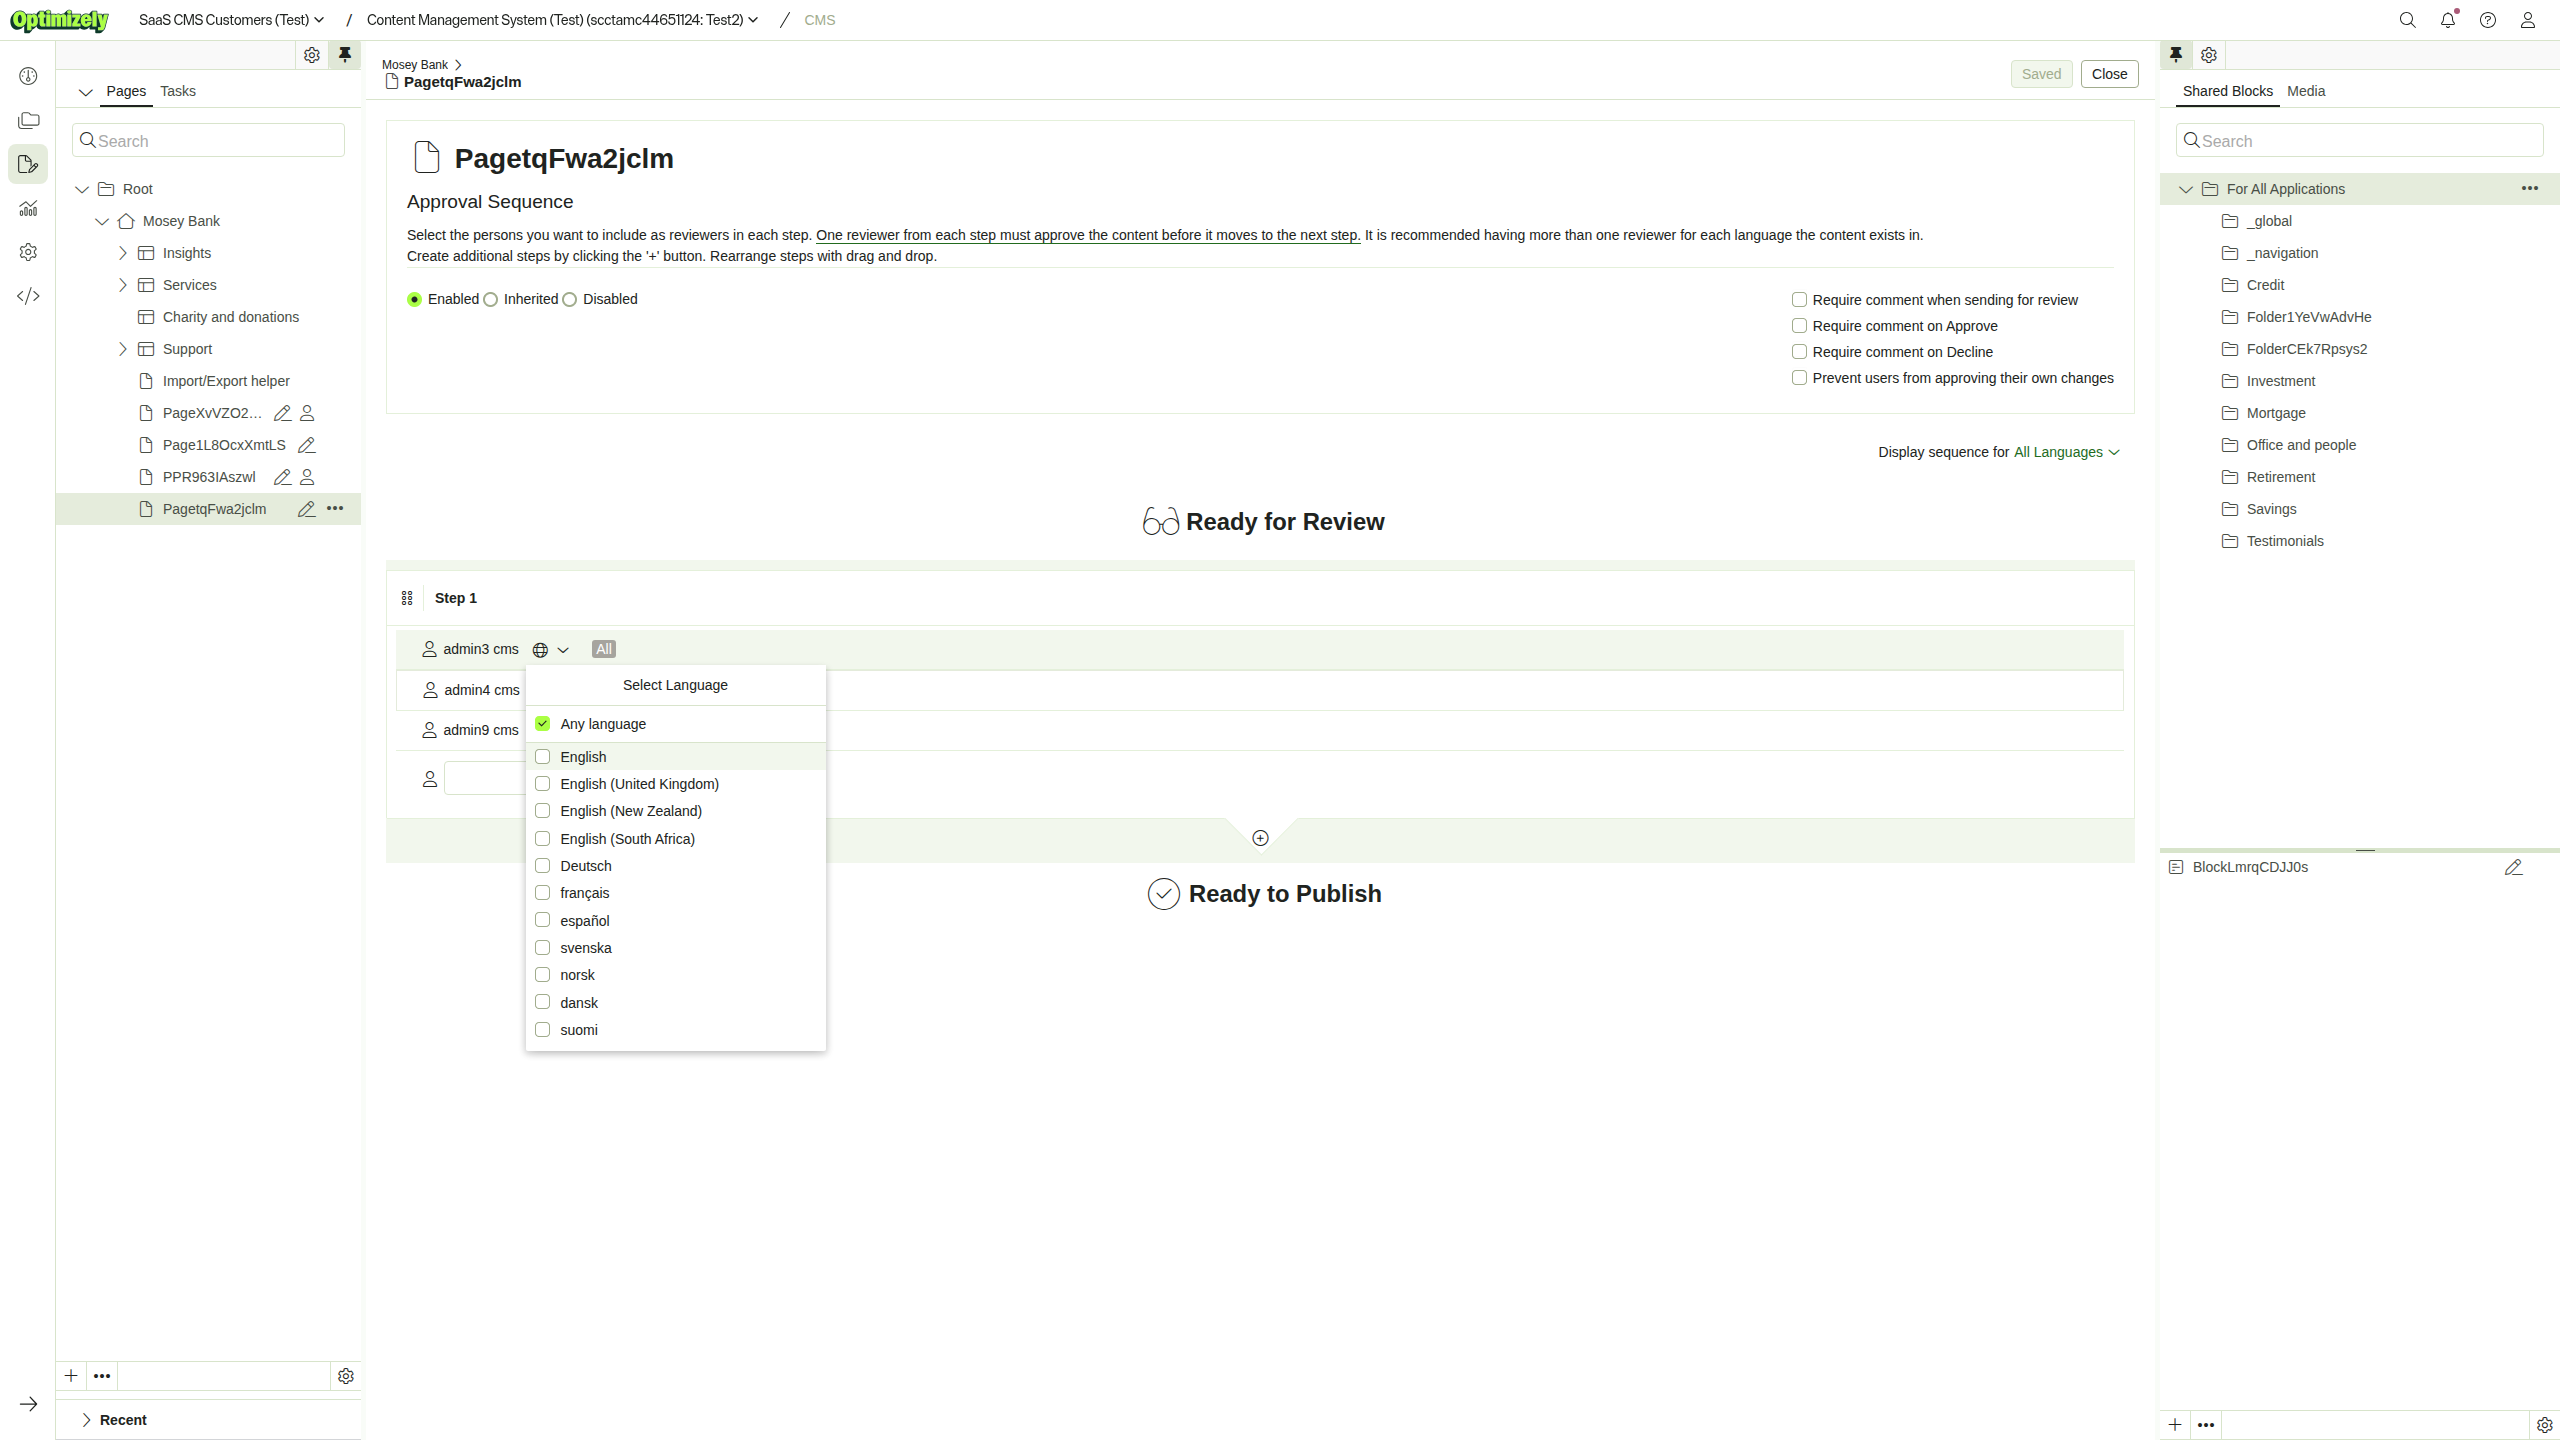 Optimizely SaaS CMS Customers (Test) / Content Management System (Test) (scctamc44651124: Test2) / CMS
Pages Tasks
Search
Root
Mosey Bank
Insights
Services
Charity and donations
Support
Import/Export helper
PageXvVZO2...
Page1L8OcxXmtLS
PPR963IAszwl
PagetqFwa2jclm
Recent
Mosey Bank
PagetqFwa2jclm
Saved Close
PagetqFwa2jclm
Approval Sequence
Select the persons you want to include as reviewers in each step. One reviewer from each step must approve the content before it moves to the next step. It is recommended having more than one reviewer for each language the content exists in.
Create additional steps by clicking the '+' button. Rearrange steps with drag and drop.
Enabled Inherited Disabled
Require comment when sending for review
Require comment on Approve
Require comment on Decline
Prevent users from approving their own changes
Display sequence for All Languages
Ready for Review
Step 1
admin3 cms All
admin4 cms
admin9 cms
Select Language
Any language
English
English (United Kingdom)
English (New Zealand)
English (South Africa)
Deutsch
français
español
svenska
norsk
dansk
suomi
Ready to Publish
Shared Blocks Media
Search
For All Applications
_global
_navigation
Credit
Folder1YeVwAdvHe
FolderCEk7Rpsys2
Investment
Mortgage
Office and people
Retirement
Savings
Testimonials
BlockLmrqCDJJ0s